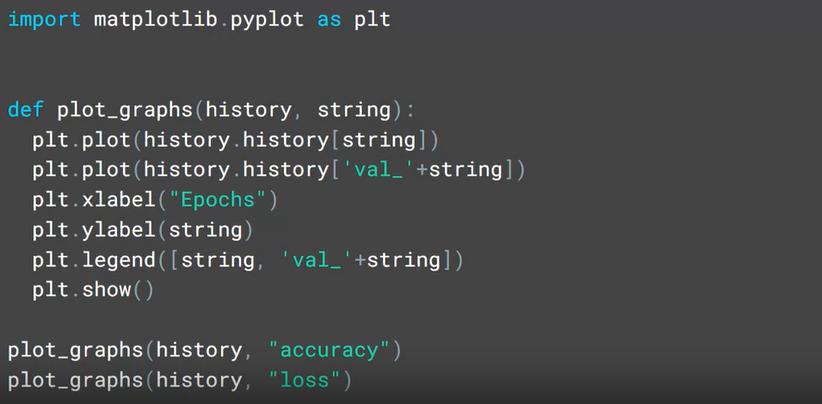 import matplotlib.pyplot as plt
def plot_graphs(history, string):
  plt.plot(history.history[string])
  plt.plot(history.history['val_'+string])
  plt.xlabel("Epochs")
  plt.ylabel(string)
  plt.legend([string, 'val_'+string])
  plt.show()
plot_graphs(history, "accuracy")
plot_graphs(history, "loss")